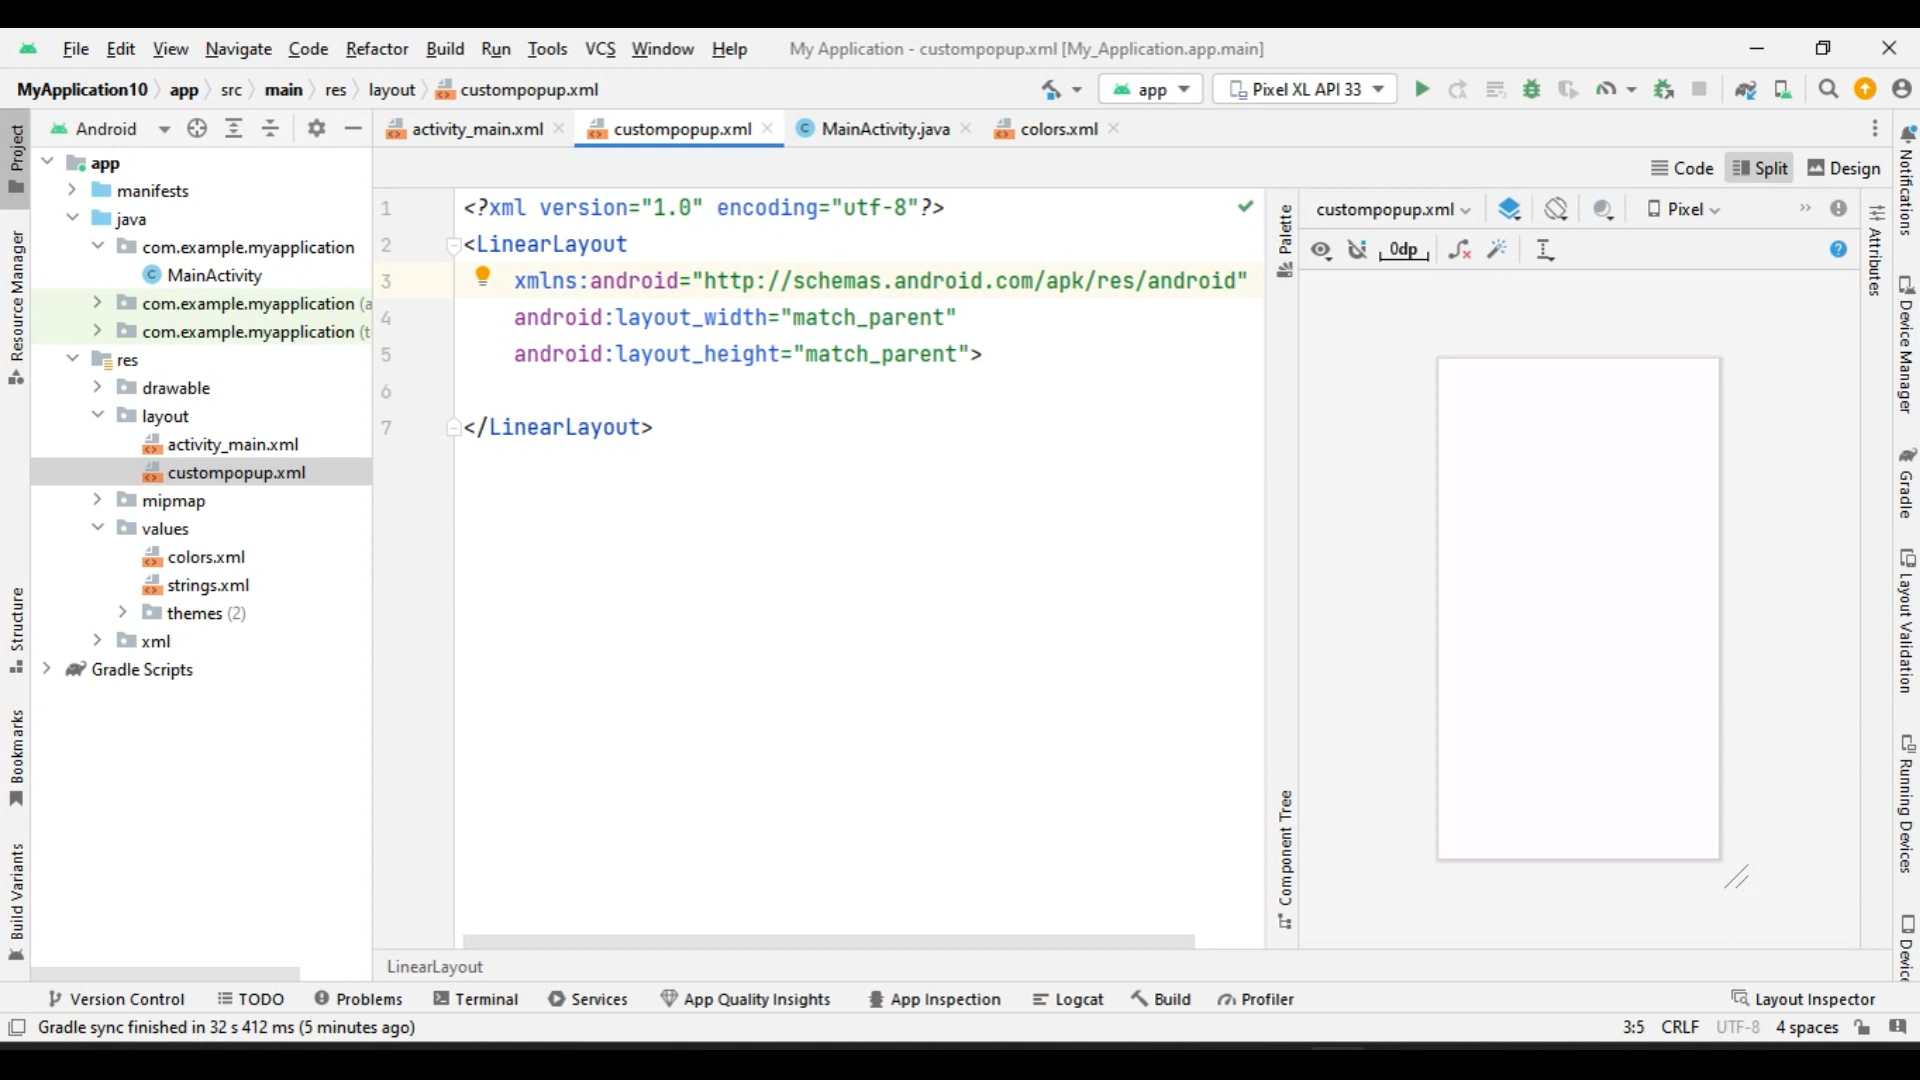 File Edit View Navigate Code Refactor Build Run Tools VCS Window Help My Application - custompopup.xml [My_Application.app.main]
MyApplication10 app src main res layout custompopup.xml app Pixel XL API 33
Android
activity_main.xml custompopup.xml MainActivity.java colors.xml
Code Split Design
Project
Resource Manager
Structure
Bookmarks
Build Variants
app
manifests
java
com.example.myapplication
MainActivity
com.example.myapplication (a
com.example.myapplication (t
res
drawable
layout
activity_main.xml
custompopup.xml
mipmap
values
colors.xml
strings.xml
themes (2)
xml
Gradle Scripts
1 <?xml version="1.0" encoding="utf-8"?>
2 <LinearLayout
3 xmlns:android="http://schemas.android.com/apk/res/android"
4 android:layout_width="match_parent"
5 android:layout_height="match_parent">
6
7 </LinearLayout>
Palette
Component Tree
custompopup.xml Pixel
0dp
Attributes
Notifications
Device Manager
Gradle
Layout Validation
Running Devices
Devic
LinearLayout
Version Control TODO Problems Terminal Services App Quality Insights App Inspection Logcat Build Profiler Layout Inspector
Gradle sync finished in 32 s 412 ms (5 minutes ago) 3:5 CRLF UTF-8 4 spaces